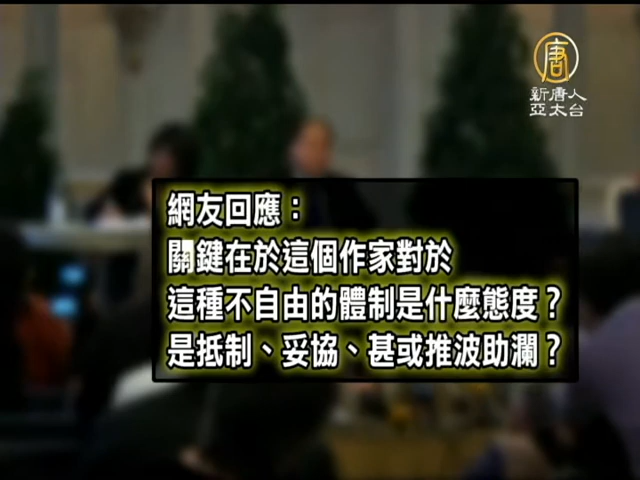 唐
新唐人
亞太台
網友回應：
關鍵在於這個作家對於
這種不自由的體制是什麼態度？
是抵制、妥協、甚或推波助瀾？